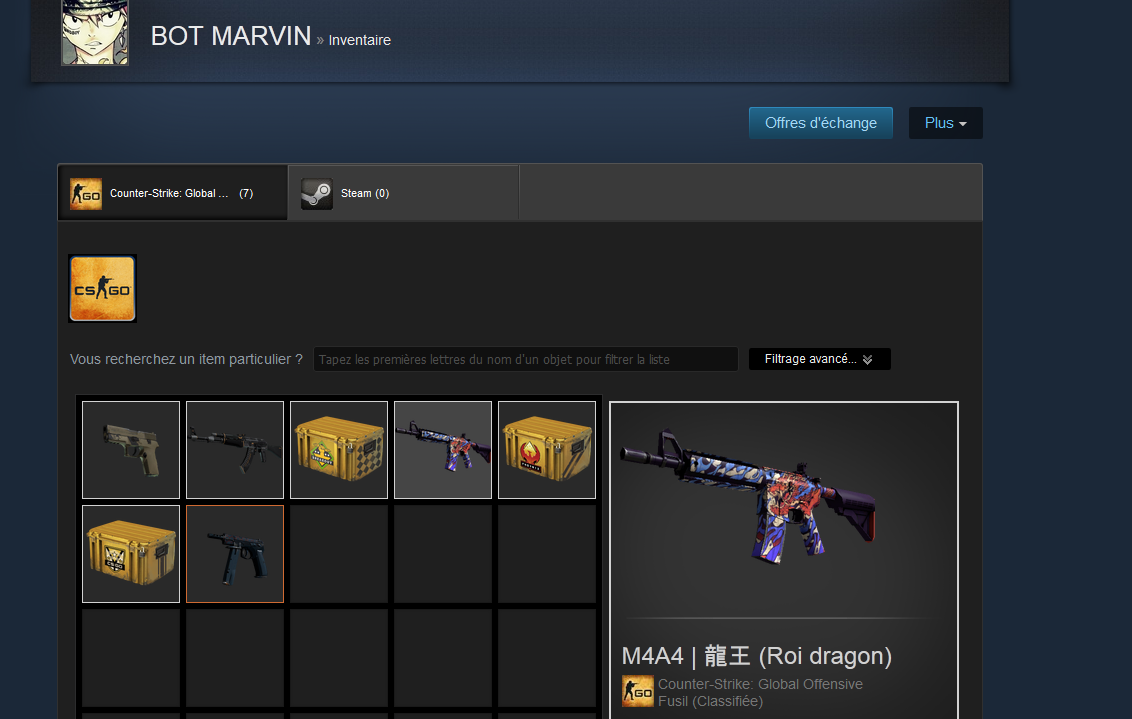 BOT MARVIN » Inventaire
Offres d'échange
Plus
GO
Counter-Strike: Global ... (7)
Steam (0)
CS GO
Vous recherchez un item particulier ?
Tapez les premières lettres du nom d'un objet pour filtrer la liste
Filtrage avancé...
M4A4 | 龍王 (Roi dragon)
GO
Counter-Strike: Global Offensive
Fusil (Classifiée)